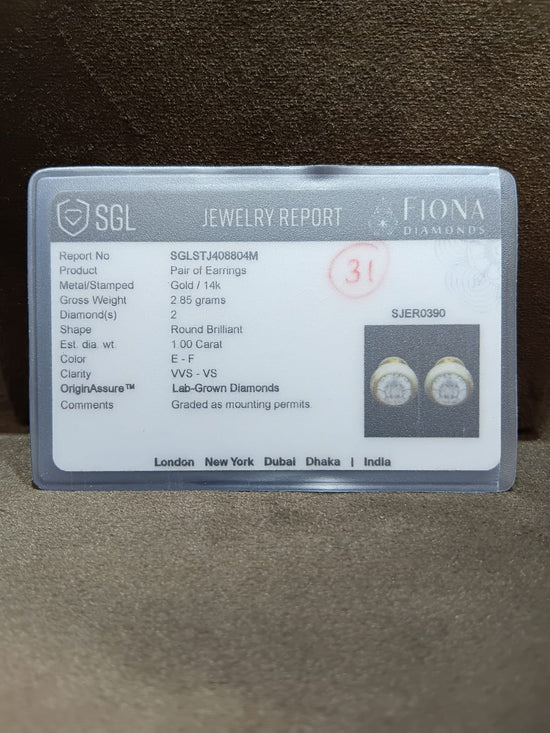 SGL
JEWELRY REPORT
FIONA
DIAMONDS
Report No SGLSTJ408804M
Product Pair of Earrings
Metal/Stamped Gold / 14k
Gross Weight 2.85 grams
Diamond(s) 2
Shape Round Brilliant
Est. dia. wt. 1.00 Carat
Color E - F
Clarity VVS - VS
OriginAssure™ Lab-Grown Diamonds
Comments Graded as mounting permits.
31
SJER0390
London New York Dubai Dhaka | India